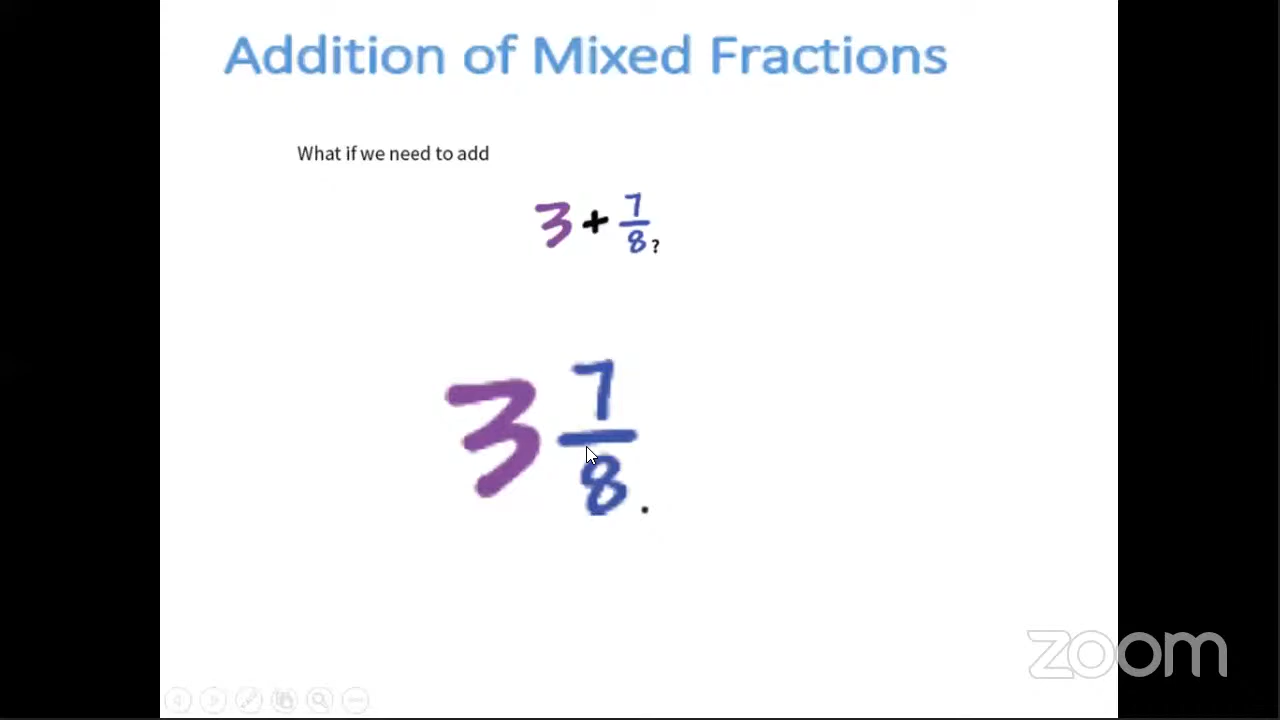 Addition of Mixed Fractions
What if we need to add
3 + 7/8 ?
3 7/8 .
zoom